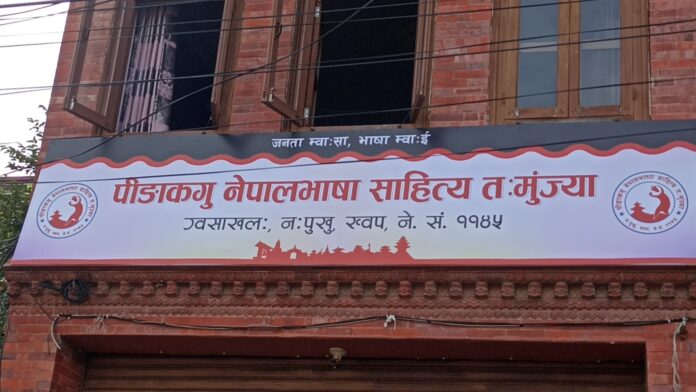 जनता म्वाःसा, भाषा म्वाःई
पीङाकगु नेपालभाषा साहित्य तःमुंज्या
ग्वसाखलः, नःपुखु, ख्वप, ने. सं. ११४५